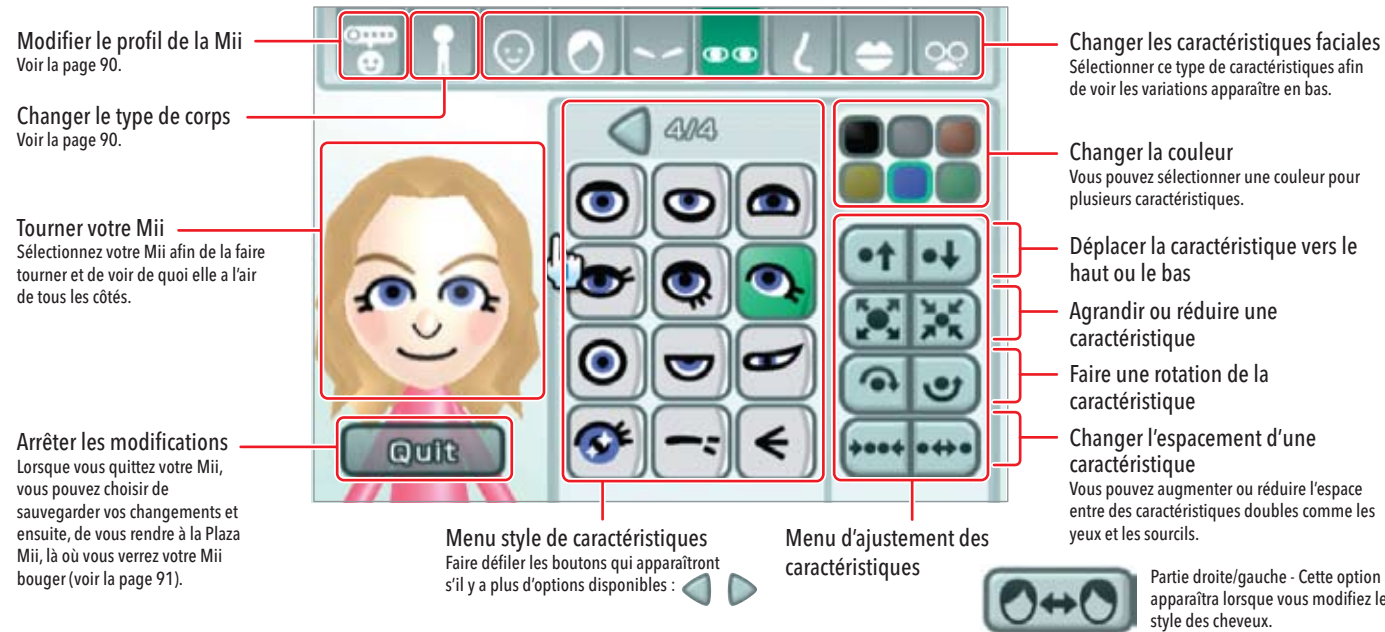 Modifier le profil de la Mii
Voir la page 90.
Changer le type de corps
Voir la page 90.
Tourner votre Mii
Sélectionnez votre Mii afin de la faire
tourner et de voir de quoi elle a l'air
de tous les côtés.
Arrêter les modifications
Lorsque vous quittez votre Mii,
vous pouvez choisir de
sauvegarder vos changements et
ensuite, de vous rendre à la Plaza
Mii, là où vous verrez votre Mii
bouger (voir la page 91).
4/4
Quit
Menu style de caractéristiques
Faire défiler les boutons qui apparaîtront
s'il y a plus d'options disponibles :
Menu d'ajustement des
caractéristiques
Changer les caractéristiques faciales
Sélectionner ce type de caractéristiques afin
de voir les variations apparaître en bas.
Changer la couleur
Vous pouvez sélectionner une couleur pour
plusieurs caractéristiques.
Déplacer la caractéristique vers le
haut ou le bas
Agrandir ou réduire une
caractéristique
Faire une rotation de la
caractéristique
Changer l'espacement d'une
caractéristique
Vous pouvez augmenter ou réduire l'espace
entre des caractéristiques doubles comme les
yeux et les sourcils.
Partie droite/gauche - Cette option
apparaîtra lorsque vous modifiez le
style des cheveux.